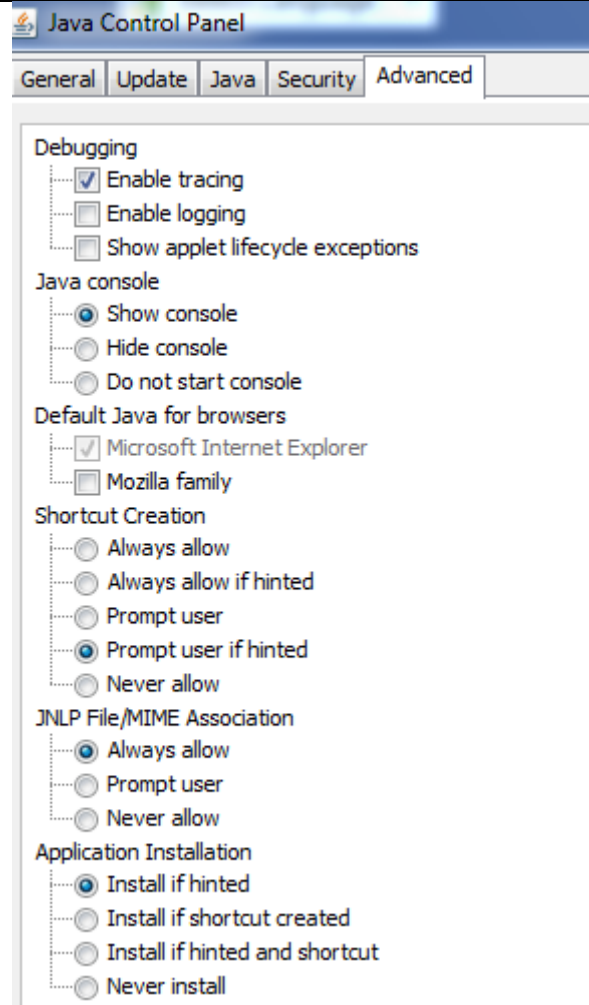 Java Control Panel
General Update Java Security Advanced
Debugging
Enable tracing
Enable logging
Show applet lifecycle exceptions
Java console
Show console
Hide console
Do not start console
Default Java for browsers
Microsoft Internet Explorer
Mozilla family
Shortcut Creation
Always allow
Always allow if hinted
Prompt user
Prompt user if hinted
Never allow
JNLP File/MIME Association
Always allow
Prompt user
Never allow
Application Installation
Install if hinted
Install if shortcut created
Install if hinted and shortcut
Never install